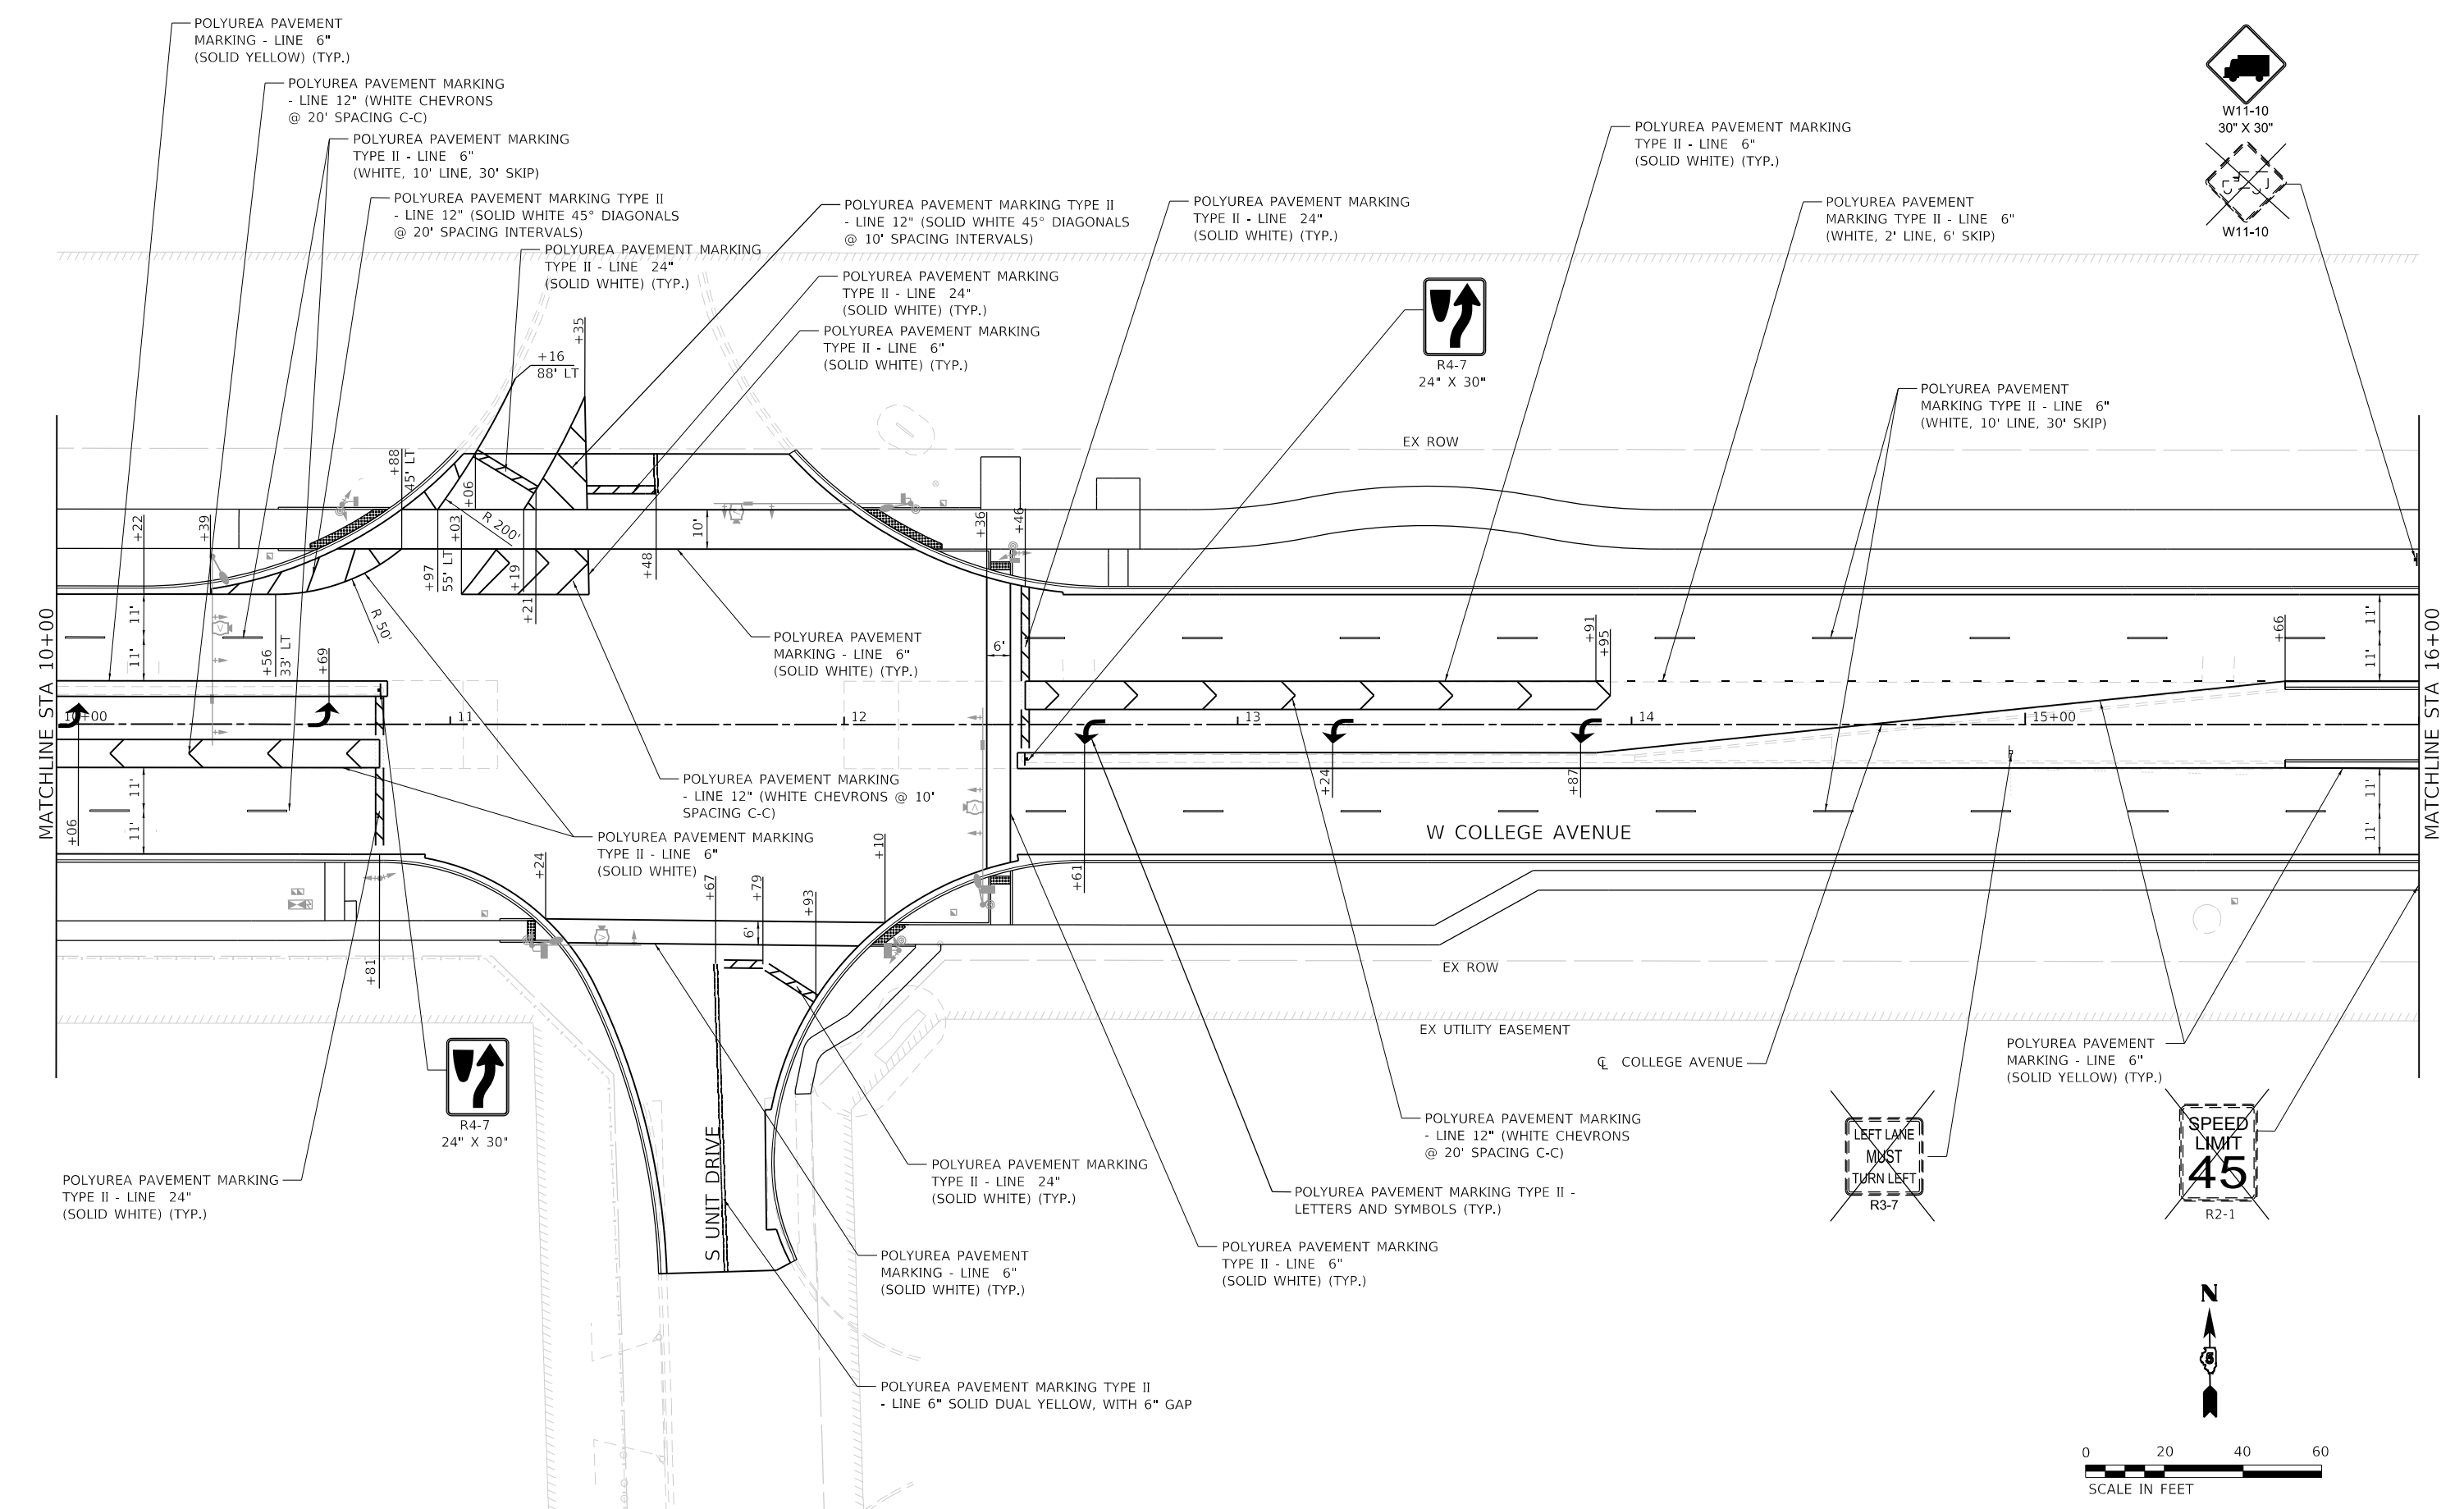 POLYUREA PAVEMENT
MARKING - LINE 6"
(SOLID YELLOW) (TYP.)
POLYUREA PAVEMENT MARKING
- LINE 12" (WHITE CHEVRONS
@ 20' SPACING C-C)
POLYUREA PAVEMENT MARKING
TYPE II - LINE 6"
(WHITE, 10' LINE, 30' SKIP)
POLYUREA PAVEMENT MARKING TYPE II
- LINE 12" (SOLID WHITE 45° DIAGONALS
@ 20' SPACING INTERVALS)
POLYUREA PAVEMENT MARKING
TYPE II - LINE 24"
(SOLID WHITE) (TYP.)
POLYUREA PAVEMENT MARKING TYPE II
- LINE 12" (SOLID WHITE 45° DIAGONALS
@ 10' SPACING INTERVALS)
POLYUREA PAVEMENT MARKING
TYPE II - LINE 24"
(SOLID WHITE) (TYP.)
POLYUREA PAVEMENT MARKING
TYPE II - LINE 6"
(SOLID WHITE) (TYP.)
POLYUREA PAVEMENT MARKING
TYPE II - LINE 24"
(SOLID WHITE) (TYP.)
POLYUREA PAVEMENT MARKING
TYPE II - LINE 6"
(SOLID WHITE) (TYP.)
POLYUREA PAVEMENT
MARKING TYPE II - LINE 6"
(WHITE, 2' LINE, 6' SKIP)
POLYUREA PAVEMENT
MARKING TYPE II - LINE 6"
(WHITE, 10' LINE, 30' SKIP)
W11-10
30" X 30"
W11-10
R4-7
24" X 30"
EX ROW
+35
+16
88' LT
+88
45' LT
+06
+03
R 200'
+22
+39
+97
55' LT
+19
+21
+48
10'
+36
+46
11'
11'
+56
33' LT
+69
R 50'
6'
+91
+95
+66
11'
11'
MATCHLINE STA 10+00
MATCHLINE STA 16+00
POLYUREA PAVEMENT
MARKING - LINE 6"
(SOLID WHITE) (TYP.)
10+00
11
12
13
14
15+00
+06
11'
11'
+61
+24
+87
11'
11'
POLYUREA PAVEMENT MARKING
- LINE 12" (WHITE CHEVRONS @ 10'
SPACING C-C)
POLYUREA PAVEMENT MARKING
TYPE II - LINE 6"
(SOLID WHITE)
W COLLEGE AVENUE
+24
+67
+79
+93
+10
6'
+81
EX ROW
EX UTILITY EASEMENT
℄ COLLEGE AVENUE
POLYUREA PAVEMENT
MARKING - LINE 6"
(SOLID YELLOW) (TYP.)
R4-7
24" X 30"
S UNIT DRIVE
POLYUREA PAVEMENT MARKING
TYPE II - LINE 24"
(SOLID WHITE) (TYP.)
POLYUREA PAVEMENT MARKING
- LINE 12" (WHITE CHEVRONS
@ 20' SPACING C-C)
POLYUREA PAVEMENT MARKING
TYPE II - LINE 24"
(SOLID WHITE) (TYP.)
POLYUREA PAVEMENT MARKING TYPE II -
LETTERS AND SYMBOLS (TYP.)
POLYUREA PAVEMENT MARKING
TYPE II - LINE 6"
(SOLID WHITE) (TYP.)
POLYUREA PAVEMENT
MARKING - LINE 6"
(SOLID WHITE) (TYP.)
POLYUREA PAVEMENT MARKING TYPE II
- LINE 6" SOLID DUAL YELLOW, WITH 6" GAP
LEFT LANE
MUST
TURN LEFT
R3-7
SPEED
LIMIT
45
R2-1
N
0 20 40 60
SCALE IN FEET